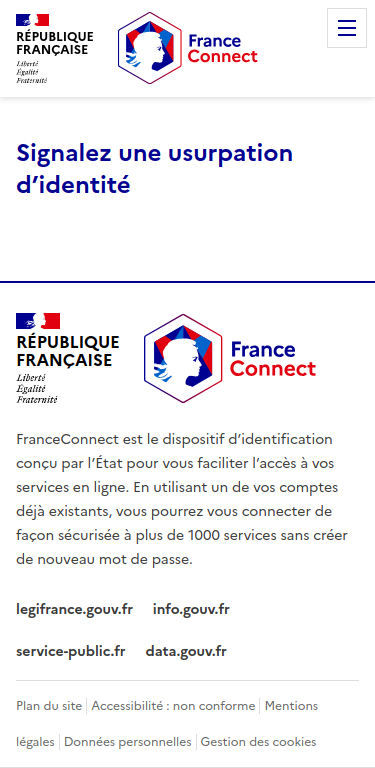 RÉPUBLIQUE
FRANÇAISE
Liberté
Égalité
Fraternité
France
Connect
Signalez une usurpation
d’identité
RÉPUBLIQUE
FRANÇAISE
Liberté
Égalité
Fraternité
France
Connect
FranceConnect est le dispositif d’identification
conçu par l’État pour vous faciliter l’accès à vos
services en ligne. En utilisant un de vos comptes
déjà existants, vous pourrez vous connecter de
façon sécurisée à plus de 1000 services sans créer
de nouveau mot de passe.
legifrance.gouv.fr info.gouv.fr
service-public.fr data.gouv.fr
Plan du site Accessibilité : non conforme Mentions
légales Données personnelles Gestion des cookies